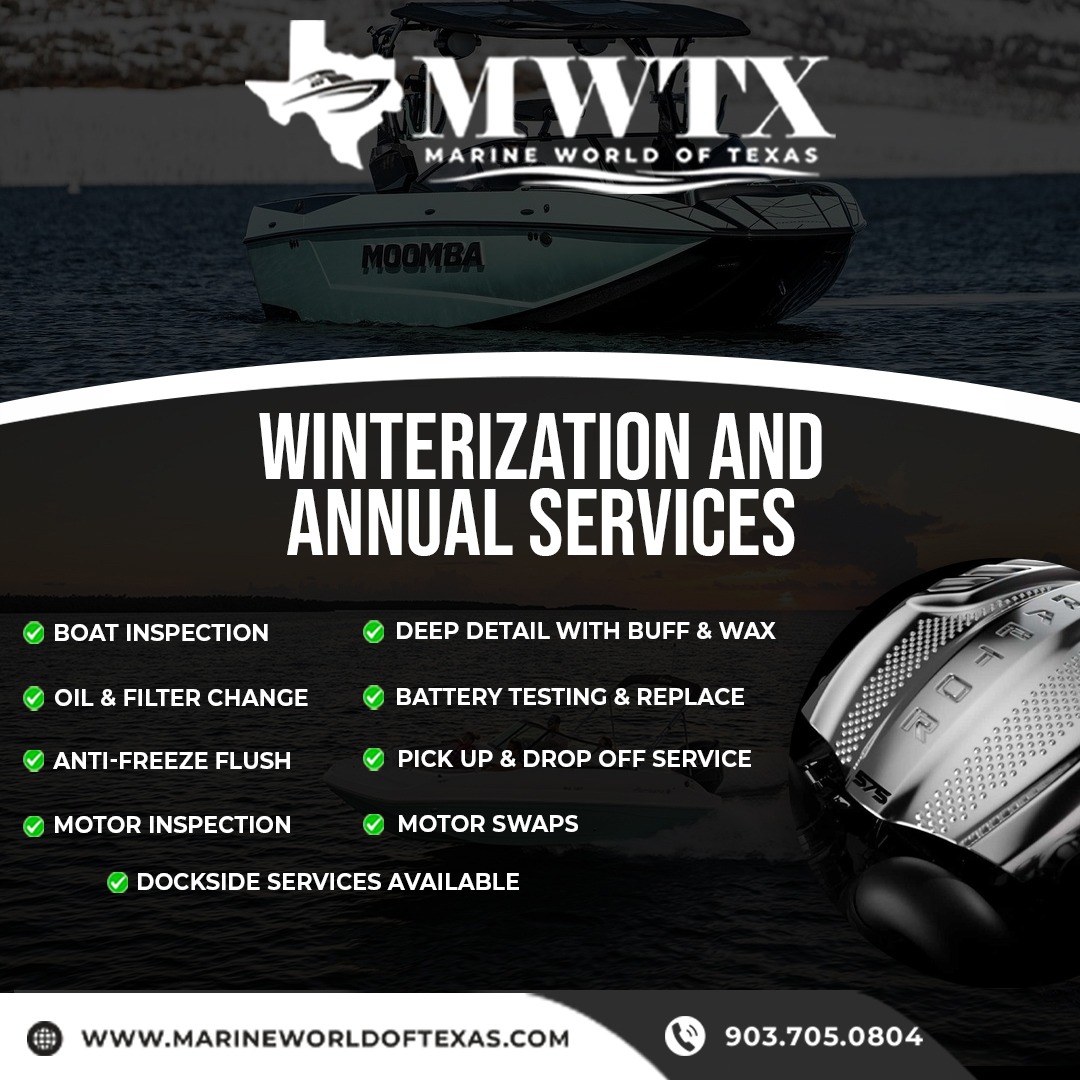 MWTX
MARINE WORLD OF TEXAS
MOOMBA
WINTERIZATION AND
ANNUAL SERVICES
BOAT INSPECTION
DEEP DETAIL WITH BUFF & WAX
OIL & FILTER CHANGE
BATTERY TESTING & REPLACE
ANTI-FREEZE FLUSH
PICK UP & DROP OFF SERVICE
MOTOR INSPECTION
MOTOR SWAPS
DOCKSIDE SERVICES AVAILABLE
RAPTOR
575
WWW.MARINEWORLDOFTEXAS.COM
903.705.0804